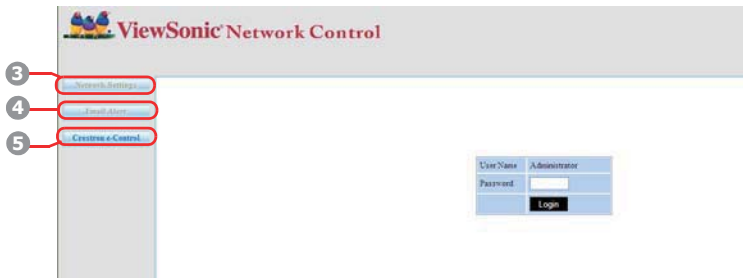 ViewSonic® Network Control
3 Network Settings
4 Email Alert
5 Crestron e-Control
User Name Administrator
Password
Login